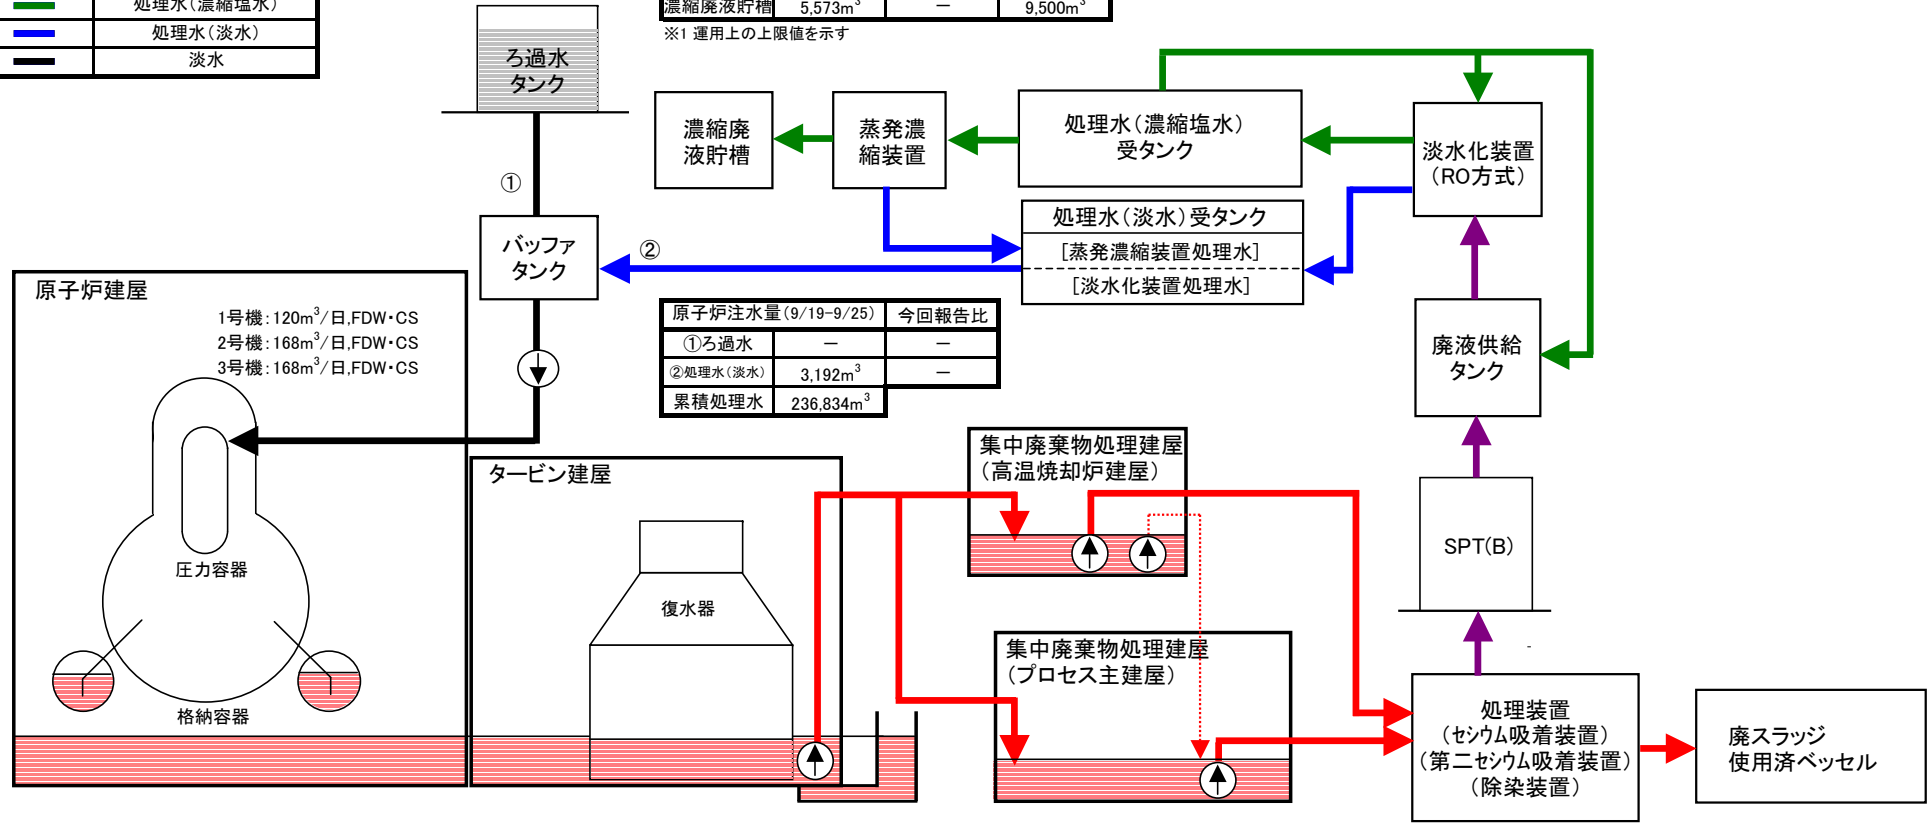 処理水(濃縮塩水)
処理水(淡水)
淡水
濃縮廃液貯槽 5,573m³ － 9,500m³
※1 運用上の上限値を示す
ろ過水
タンク
①
バッファ
タンク
②
濃縮廃
液貯槽
蒸発濃
縮装置
処理水(濃縮塩水)
受タンク
淡水化装置
(RO方式)
処理水(淡水)受タンク
[蒸発濃縮装置処理水]
[淡水化装置処理水]
原子炉建屋
1号機:120m³/日,FDW・CS
2号機:168m³/日,FDW・CS
3号機:168m³/日,FDW・CS
原子炉注水量(9/19-9/25) 今回報告比
①ろ過水 － －
②処理水(淡水) 3,192m³ －
累積処理水 236,834m³
廃液供給
タンク
圧力容器
格納容器
タービン建屋
復水器
集中廃棄物処理建屋
(高温焼却炉建屋)
集中廃棄物処理建屋
(プロセス主建屋)
SPT(B)
処理装置
(セシウム吸着装置)
(第二セシウム吸着装置)
(除染装置)
廃スラッジ
使用済ベッセル